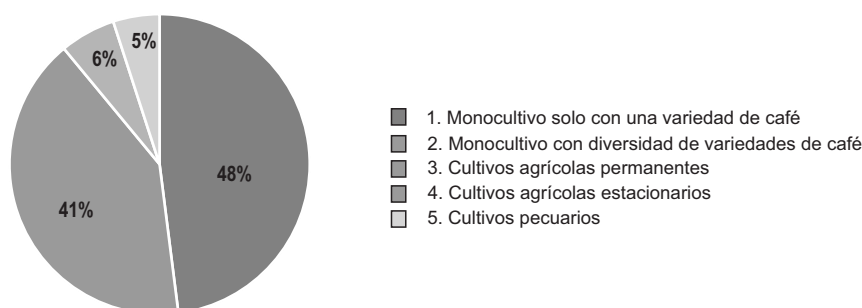 5%
6%
48%
41%
1. Monocultivo solo con una variedad de café
2. Monocultivo con diversidad de variedades de café
3. Cultivos agrícolas permanentes
4. Cultivos agrícolas estacionarios
5. Cultivos pecuarios